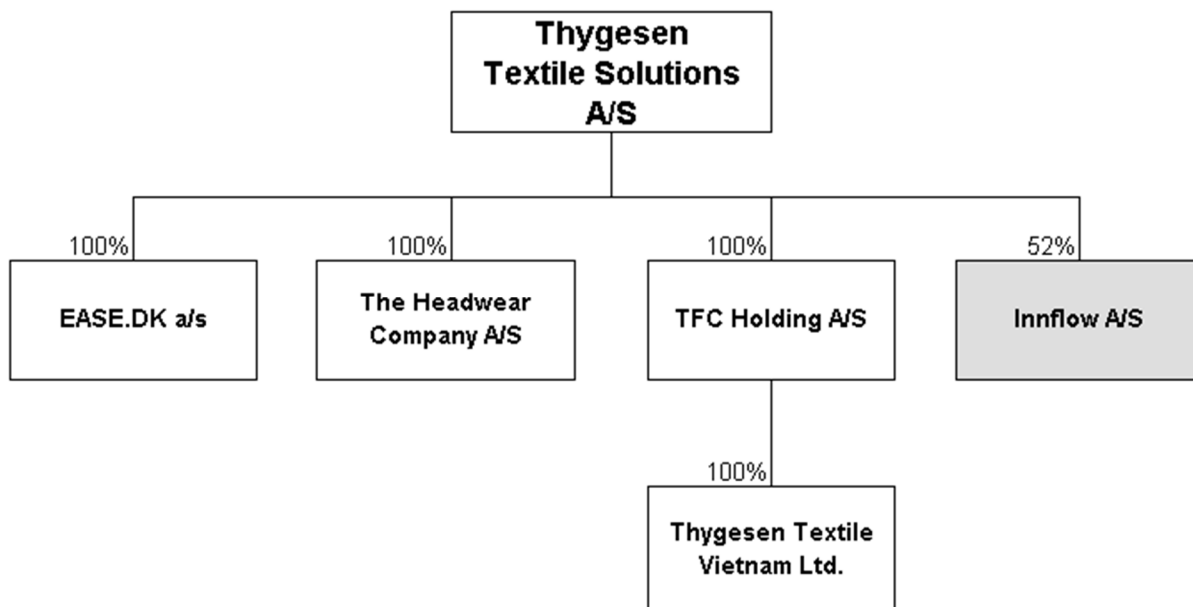 Thygesen
Textile Solutions
A/S
100%
100%
100%
52%
EASE.DK a/s
The Headwear
Company A/S
TFC Holding A/S
Innflow A/S
100%
Thygesen Textile
Vietnam Ltd.